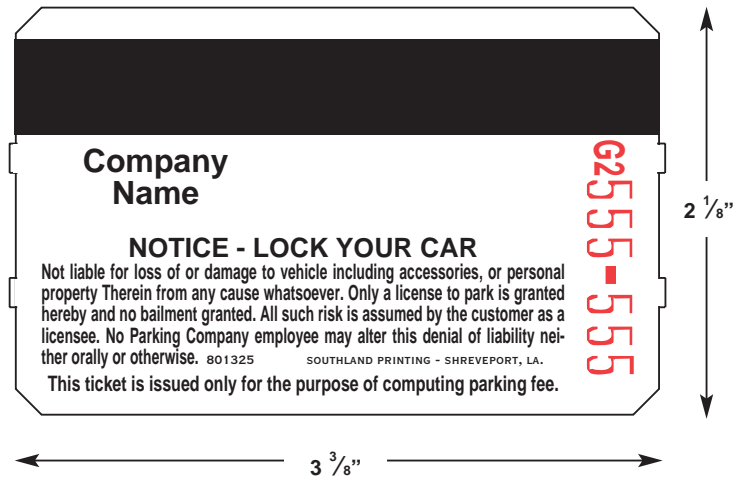 Company
Name
G2555-555
2 1/8”
NOTICE - LOCK YOUR CAR
Not liable for loss of or damage to vehicle including accessories, or personal
property Therein from any cause whatsoever. Only a license to park is granted
hereby and no bailment granted. All such risk is assumed by the customer as a
licensee. No Parking Company employee may alter this denial of liability nei-
ther orally or otherwise. 801325 SOUTHLAND PRINTING - SHREVEPORT, LA.
This ticket is issued only for the purpose of computing parking fee.
3 3/8”